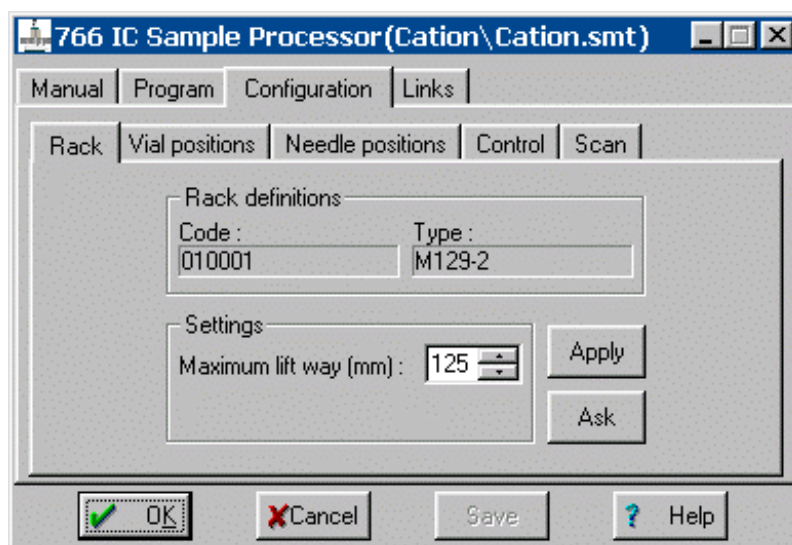 766 IC Sample Processor(Cation\Cation.smt)
Manual Program Configuration Links
Rack Vial positions Needle positions Control Scan
Rack definitions
Code : Type :
010001 M129-2
Settings
Maximum lift way (mm) : 125 Apply
Ask
OK Cancel Save ? Help